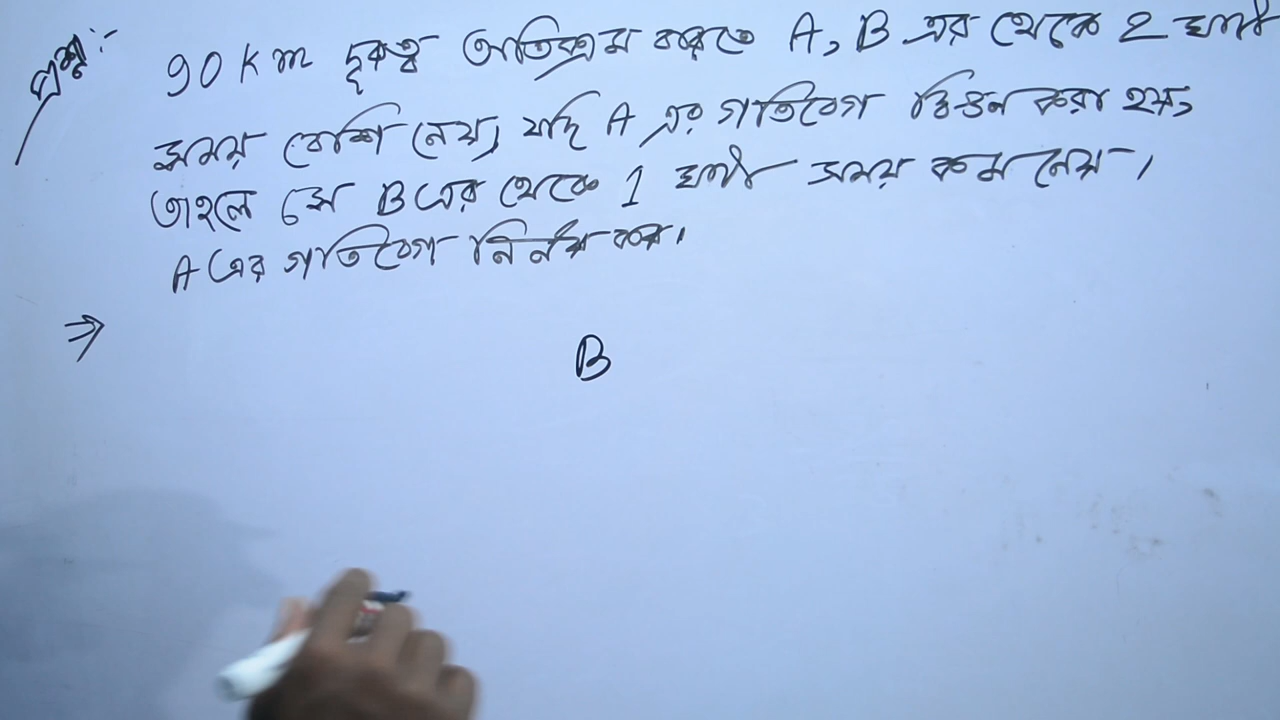 প্রশ্ন :-
90 km দূরত্ব অতিক্রম করতে A, B এর থেকে 2 ঘন্টা
সময় বেশি নেয়, যদি A এর গতিবেগ দ্বিগুন করা হয়,
তাহলে সে B এর থেকে 1 ঘন্টা সময় কম নেয় ।
A এর গতিবেগ নির্নয় কর ।
⇒
B